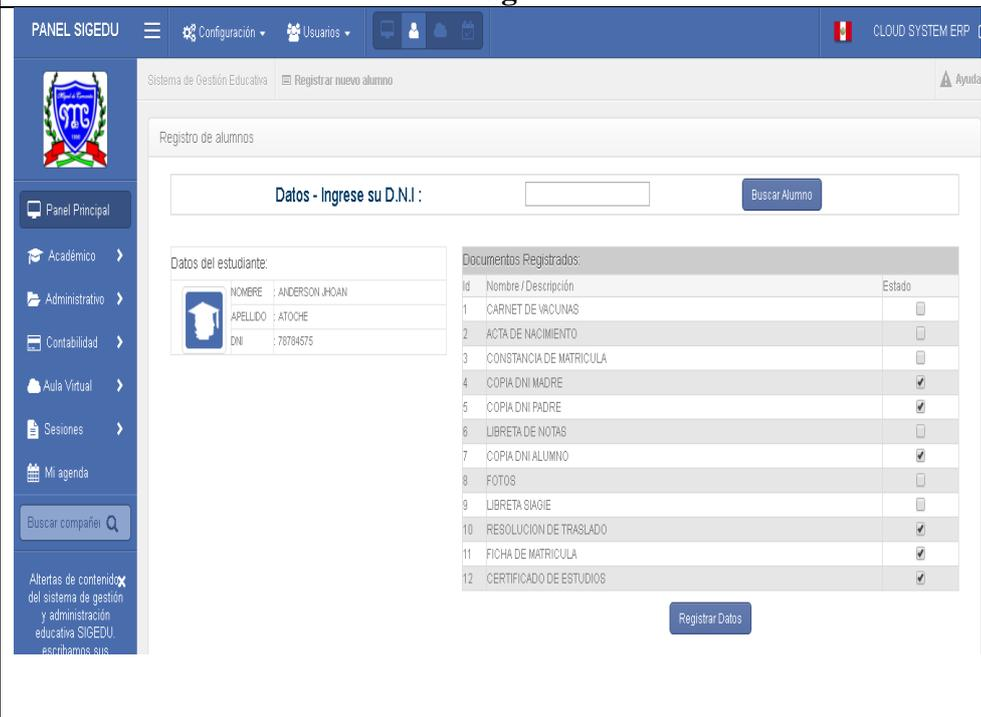 PANEL SIGEDU
Configuración
Usuarios
CLOUD SYSTEM ERP
Sistema de Gestión Educativa
Registrar nuevo alumno
Ayuda
Registro de alumnos
Datos - Ingrese su D.N.I :
Buscar Alumno
Panel Principal
Académico
Administrativo
Contabilidad
Aula Virtual
Sesiones
Mi agenda
Buscar compañer
Altertas de contenido
del sistema de gestión
y administración
educativa SIGEDU.
escribamos sus
Datos del estudiante:
NOMBRE : ANDERSON JHOAN
APELLIDO : ATOCHE
DNI : 78784575
Documentos Registrados:
Id Nombre / Descripción Estado
1 CARNET DE VACUNAS
2 ACTA DE NACIMIENTO
3 CONSTANCIA DE MATRICULA
4 COPIA DNI MADRE
5 COPIA DNI PADRE
6 LIBRETA DE NOTAS
7 COPIA DNI ALUMNO
8 FOTOS
9 LIBRETA SIAGIE
10 RESOLUCION DE TRASLADO
11 FICHA DE MATRICULA
12 CERTIFICADO DE ESTUDIOS
Registrar Datos